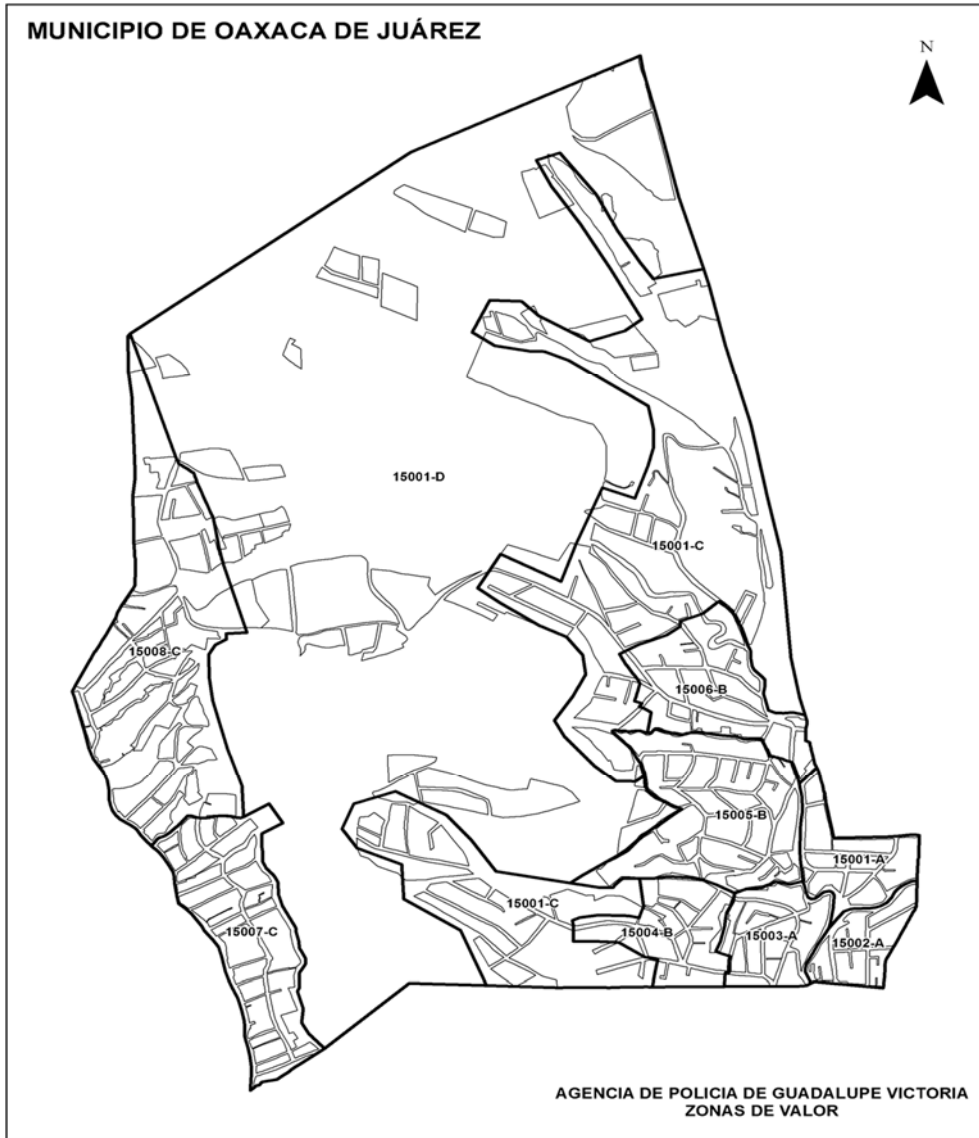 MUNICIPIO DE OAXACA DE JUÁREZ
N
15001-D
15001-C
15008-C
15006-B
15005-B
15001-A
15001-C
15004-B
15003-A
15002-A
15007-C
AGENCIA DE POLICIA DE GUADALUPE VICTORIA
ZONAS DE VALOR